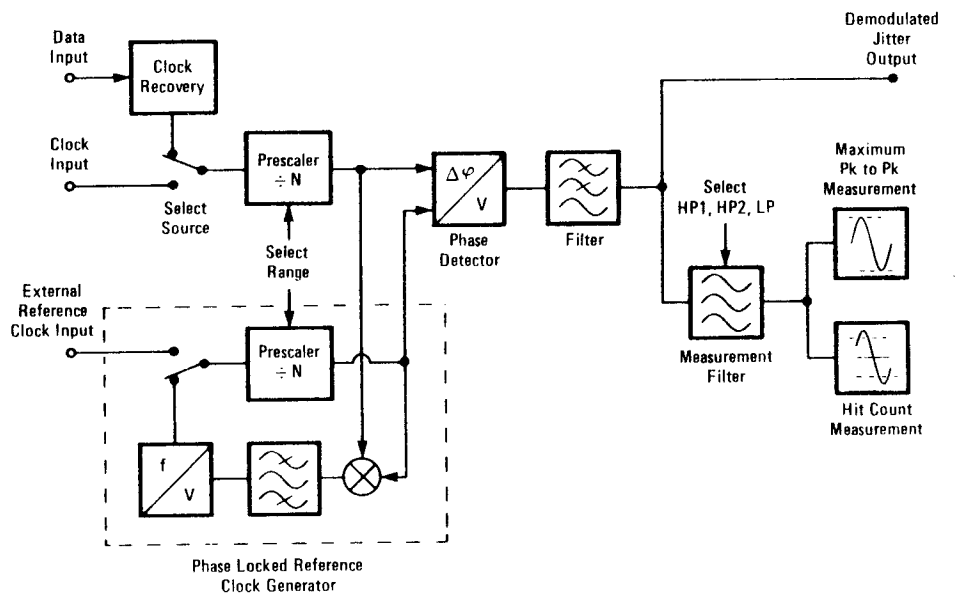 Data
Input
Clock
Recovery
Clock
Input
Select
Source
Prescaler
÷ N
Select
Range
External
Reference
Clock Input
Prescaler
÷ N
f
V
Phase Locked Reference
Clock Generator
Δφ
V
Phase
Detector
Filter
Demodulated
Jitter
Output
Select
HP1, HP2, LP
Measurement
Filter
Maximum
Pk to Pk
Measurement
Hit Count
Measurement